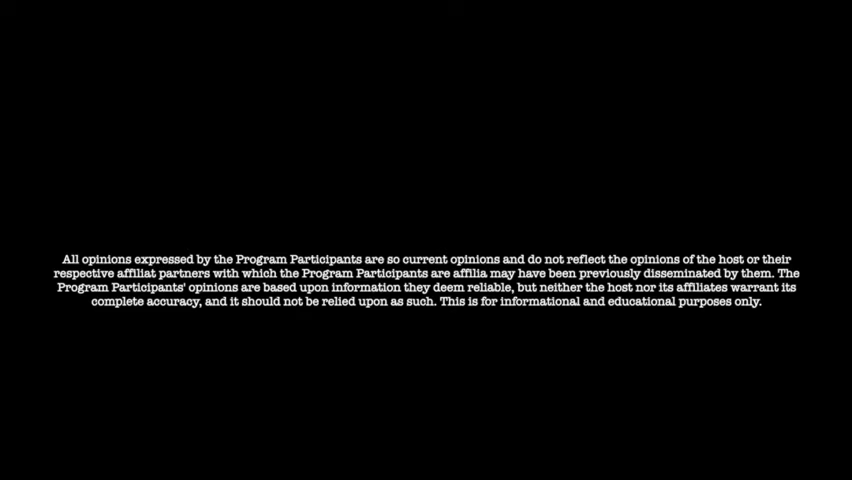 All opinions expressed by the Program Participants are so current opinions and do not reflect the opinions of the host or their
respective affiliat partners with which the Program Participants are affilia may have been previously disseminated by them. The
Program Participants' opinions are based upon information they deem reliable, but neither the host nor its affiliates warrant its
complete accuracy, and it should not be relied upon as such. This is for informational and educational purposes only.